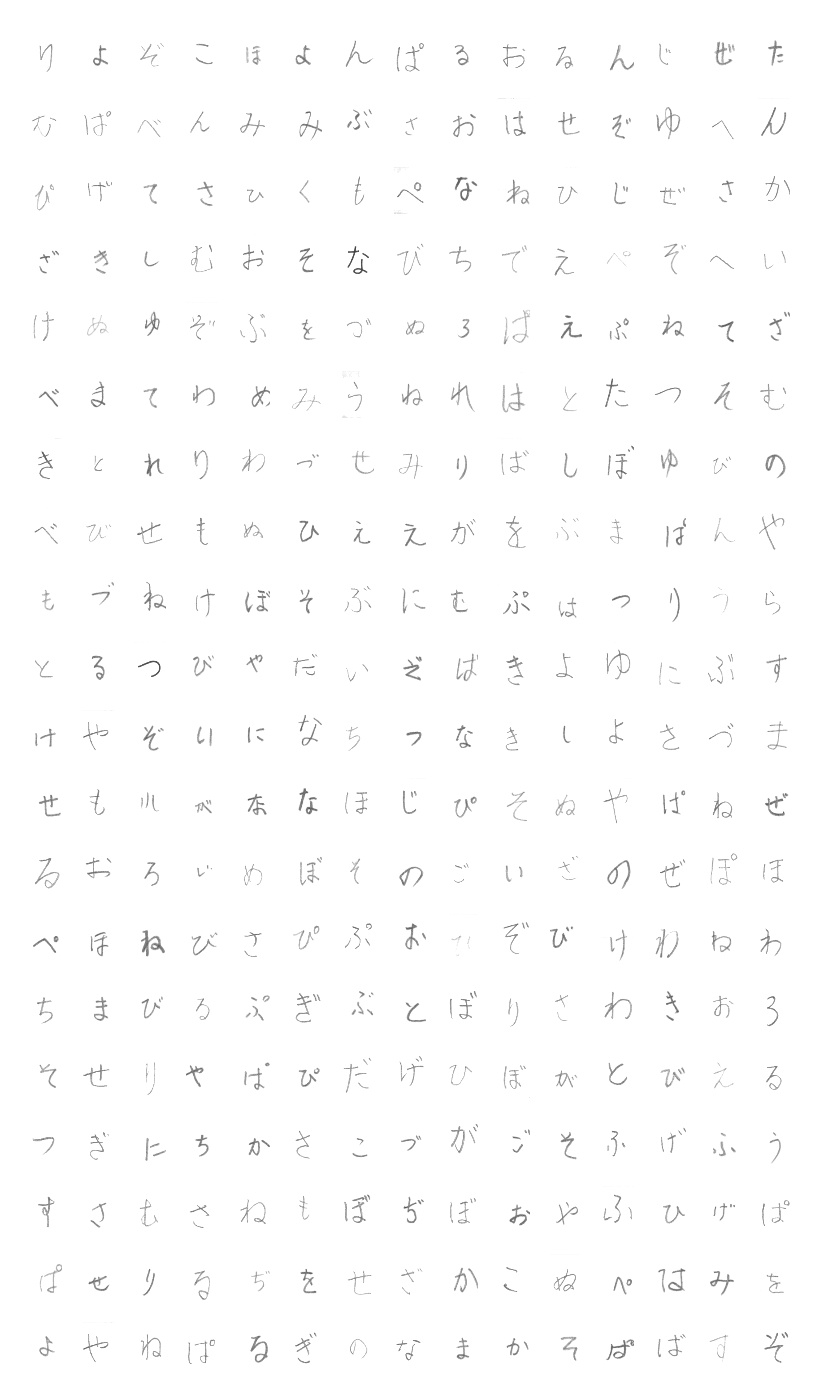 りよぞこほよんぱるおるんじぜた
なぱべんみみぶさおはせぞゆへん
ぴげてさひくもぺなねひじぜさか
ざきしむおそなびちでえぺぞへい
けぬゆぞぶをづぬろぱえぷねてざ
べまてわめみうねれはとたつそむ
きとれりわづせみりばしぼゆびの
べびせもぬひええがをぶまぱんや
もづねけぼそぶにむぷはつりうら
とるつびやだいざばきよゆにぶす
けやぞいになちつなきしよさづま
せもれがななほじぴそぬやぱねぜ
るおろじめぼそのごいざのぜぽほ
ぺほねびさぴぷおひぞびけわねわ
ちまびるぷぎぶとぼりさわきおろ
そせりやぱぴだげひぼがとびえる
つぎにちかさこづがごそふげふう
すさむさねもぼぢぼおやふひげぱ
ぱせりるぢをせざかこぬぺはみを
よやねぱるぎのなまかそばばすぞ